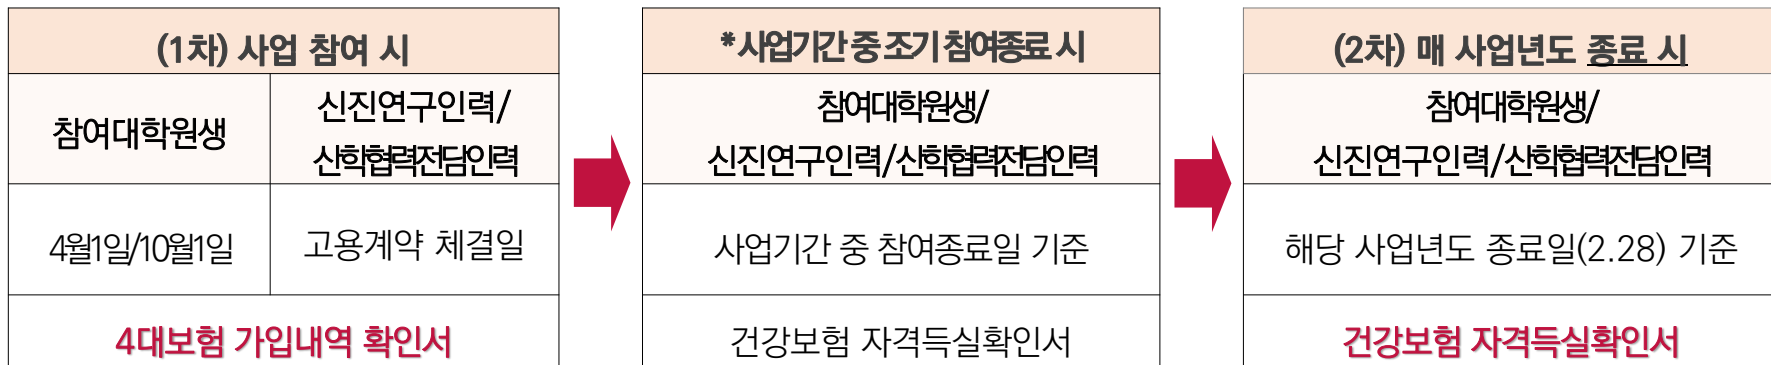 (1차) 사업 참여 시
참여대학원생
신진연구인력/
산학협력전담인력
4월1일/10월1일
고용계약 체결일
4대보험 가입내역 확인서
*사업기간 중 조기 참여종료 시
참여대학원생/
신진연구인력/산학협력전담인력
사업기간 중 참여종료일 기준
건강보험 자격득실확인서
(2차) 매 사업년도 종료 시
참여대학원생/
신진연구인력/산학협력전담인력
해당 사업년도 종료일(2.28) 기준
건강보험 자격득실확인서